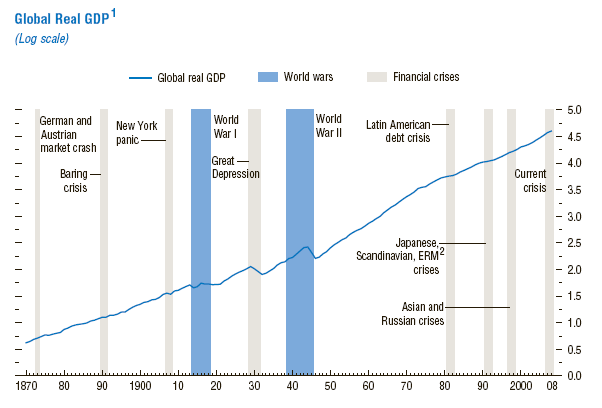 Global Real GDP1
(Log scale)
Global real GDP
World wars
Financial crises
German and
Austrian
market crash
New York
panic
World
War I
World
War II
Latin American
debt crisis
Baring
crisis
Great
Depression
Current
crisis
Japanese,
Scandinavian, ERM2
crises
Asian and
Russian crises
5.0
4.5
4.0
3.5
3.0
2.5
2.0
1.5
1.0
0.5
0.0
1870 80 90 1900 10 20 30 40 50 60 70 80 90 2000 08